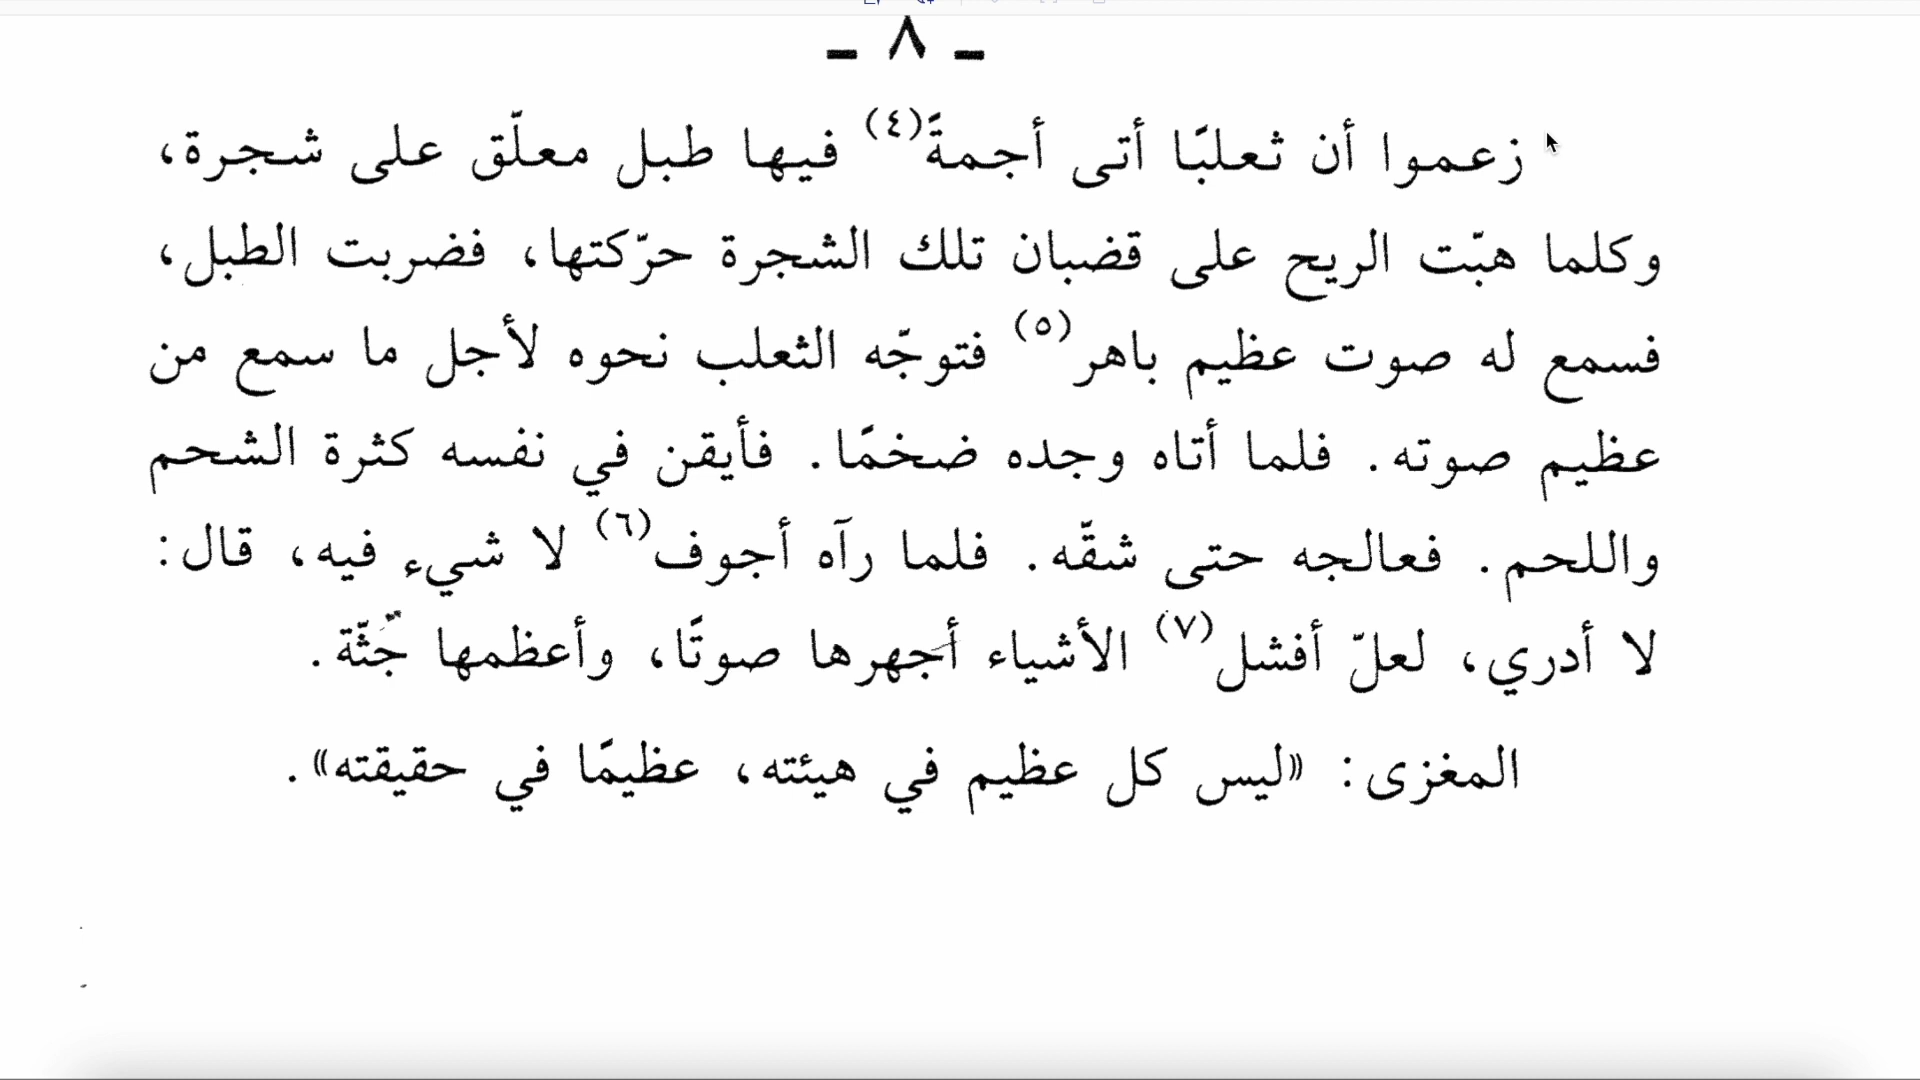 - ٨ -
زعموا أن ثعلبًا أتى أجمةً(٤) فيها طبل معلّق على شجرة،
وكلما هبّت الريح على قضبان تلك الشجرة حرّكتها، فضربت الطبل،
فسمع له صوت عظيم باهر(٥) فتوجّه الثعلب نحوه لأجل ما سمع من
عظيم صوته. فلما أتاه وجده ضخمًا. فأيقن في نفسه كثرة الشحم
واللحم. فعالجه حتى شقّه. فلما رآه أجوف(٦) لا شيء فيه، قال:
لا أدري، لعلّ أفشل(٧) الأشياء أجهرها صوتًا، وأعظمها جُثّة.
المغزى: «ليس كل عظيم في هيئته، عظيمًا في حقيقته».